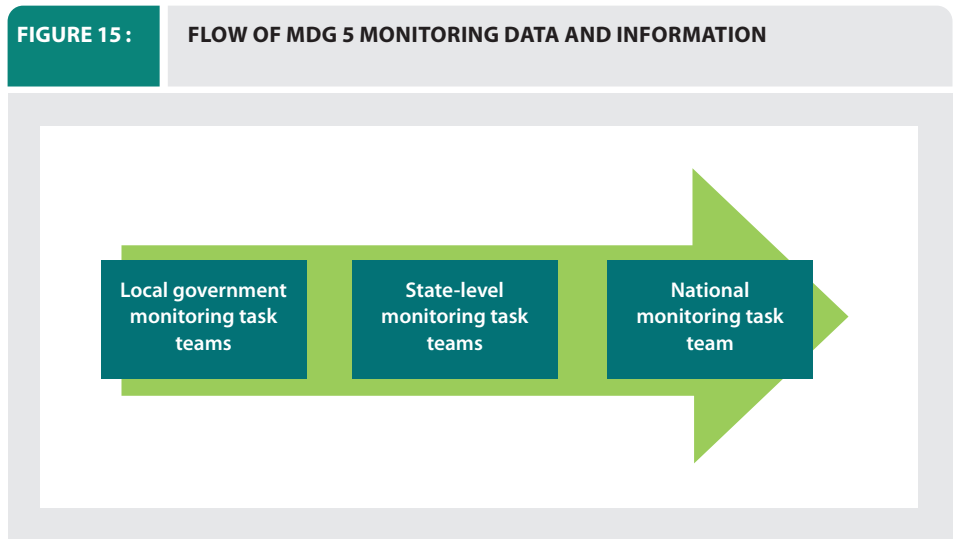 FIGURE 15 :
FLOW OF MDG 5 MONITORING DATA AND INFORMATION
Local government
monitoring task
teams
State-level
monitoring task
teams
National
monitoring task
team